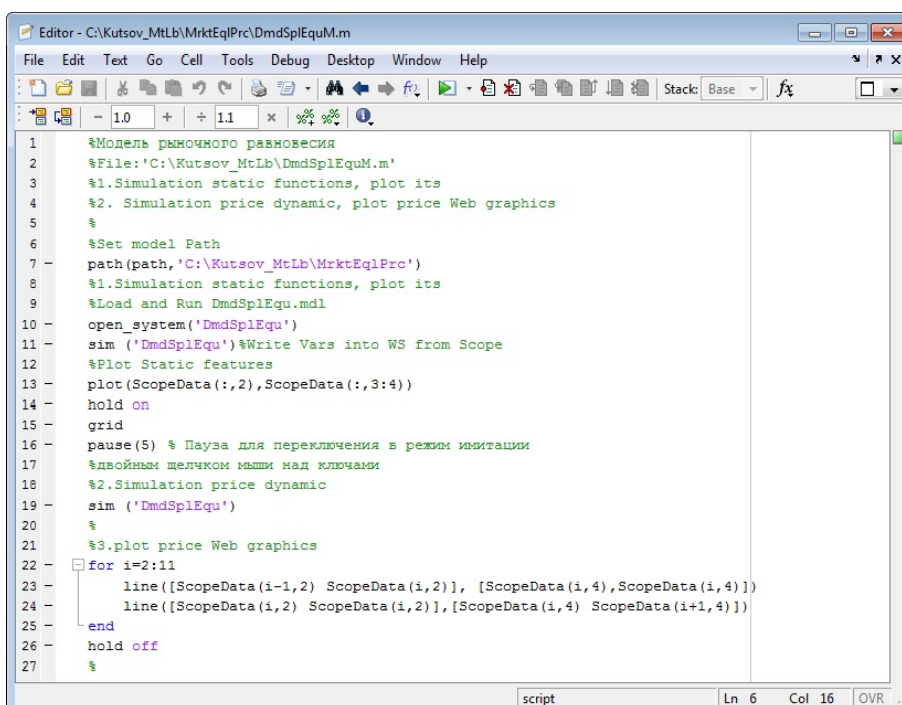 Editor - C:\Kutsov_MtLb\MrktEqlPrc\DmdSplEquM.m
File Edit Text Go Cell Tools Debug Desktop Window Help
Stack: Base fx
- 1.0 + ÷ 1.1 ×
1 %Модель рыночного равновесия
2 %File:'C:\Kutsov_MtLb\DmdSplEquM.m'
3 %1.Simulation static functions, plot its
4 %2. Simulation price dynamic, plot price Web graphics
5 %
6 %Set model Path
7 - path(path,'C:\Kutsov_MtLb\MrktEqlPrc')
8 %1.Simulation static functions, plot its
9 %Load and Run DmdSplEqu.mdl
10 - open_system('DmdSplEqu')
11 - sim ('DmdSplEqu')%Write Vars into WS from Scope
12 %Plot Static features
13 - plot(ScopeData(:,2),ScopeData(:,3:4))
14 - hold on
15 - grid
16 - pause(5) % Пауза для переключения в режим имитации
17 %двойным щелчком мыши над ключами
18 %2.Simulation price dynamic
19 - sim ('DmdSplEqu')
20 %
21 %3.plot price Web graphics
22 - for i=2:11
23 - line([ScopeData(i-1,2) ScopeData(i,2)], [ScopeData(i,4),ScopeData(i,4)])
24 - line([ScopeData(i,2) ScopeData(i,2)],[ScopeData(i,4) ScopeData(i+1,4)])
25 - end
26 - hold off
27 %
script Ln 6 Col 16 OVR